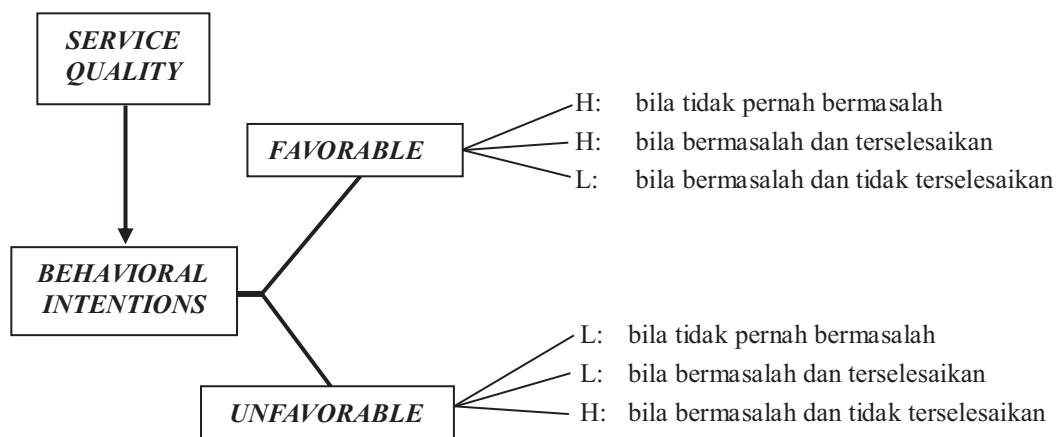 SERVICE
QUALITY
FAVORABLE
H: bila tidak pernah bermasalah
H: bila bermasalah dan terselesaikan
L: bila bermasalah dan tidak terselesaikan
BEHAVIORAL
INTENTIONS
UNFAVORABLE
L: bila tidak pernah bermasalah
L: bila bermasalah dan terselesaikan
H: bila bermasalah dan tidak terselesaikan